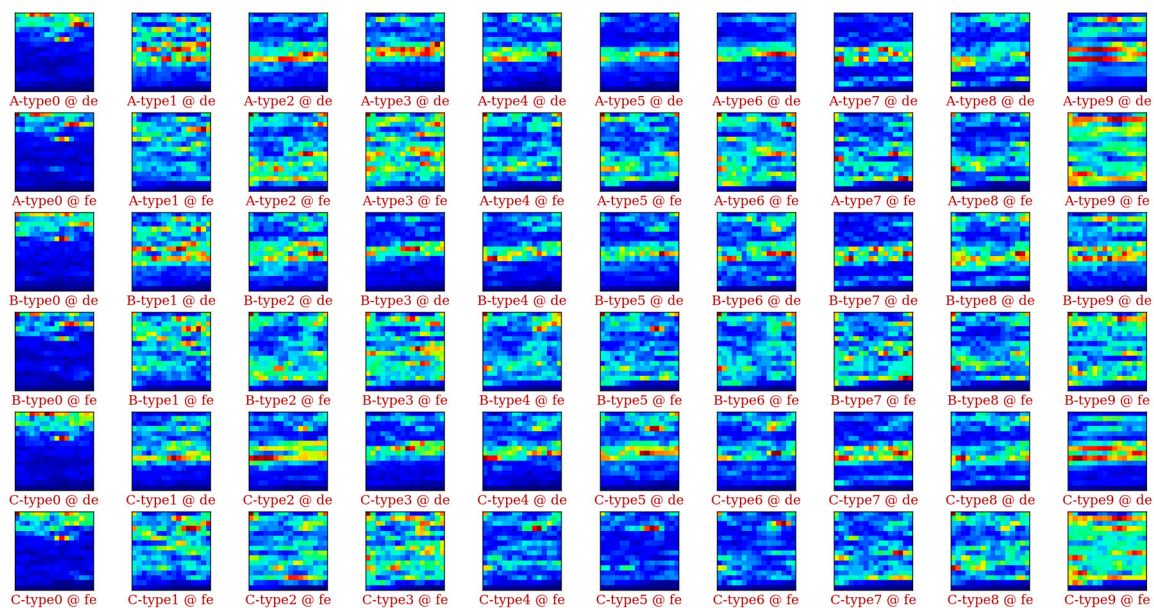 A-type0 @ de A-type1 @ de A-type2 @ de A-type3 @ de A-type4 @ de A-type5 @ de A-type6 @ de A-type7 @ de A-type8 @ de A-type9 @ de
A-type0 @ fe A-type1 @ fe A-type2 @ fe A-type3 @ fe A-type4 @ fe A-type5 @ fe A-type6 @ fe A-type7 @ fe A-type8 @ fe A-type9 @ fe
B-type0 @ de B-type1 @ de B-type2 @ de B-type3 @ de B-type4 @ de B-type5 @ de B-type6 @ de B-type7 @ de B-type8 @ de B-type9 @ de
B-type0 @ fe B-type1 @ fe B-type2 @ fe B-type3 @ fe B-type4 @ fe B-type5 @ fe B-type6 @ fe B-type7 @ fe B-type8 @ fe B-type9 @ fe
C-type0 @ de C-type1 @ de C-type2 @ de C-type3 @ de C-type4 @ de C-type5 @ de C-type6 @ de C-type7 @ de C-type8 @ de C-type9 @ de
C-type0 @ fe C-type1 @ fe C-type2 @ fe C-type3 @ fe C-type4 @ fe C-type5 @ fe C-type6 @ fe C-type7 @ fe C-type8 @ fe C-type9 @ fe